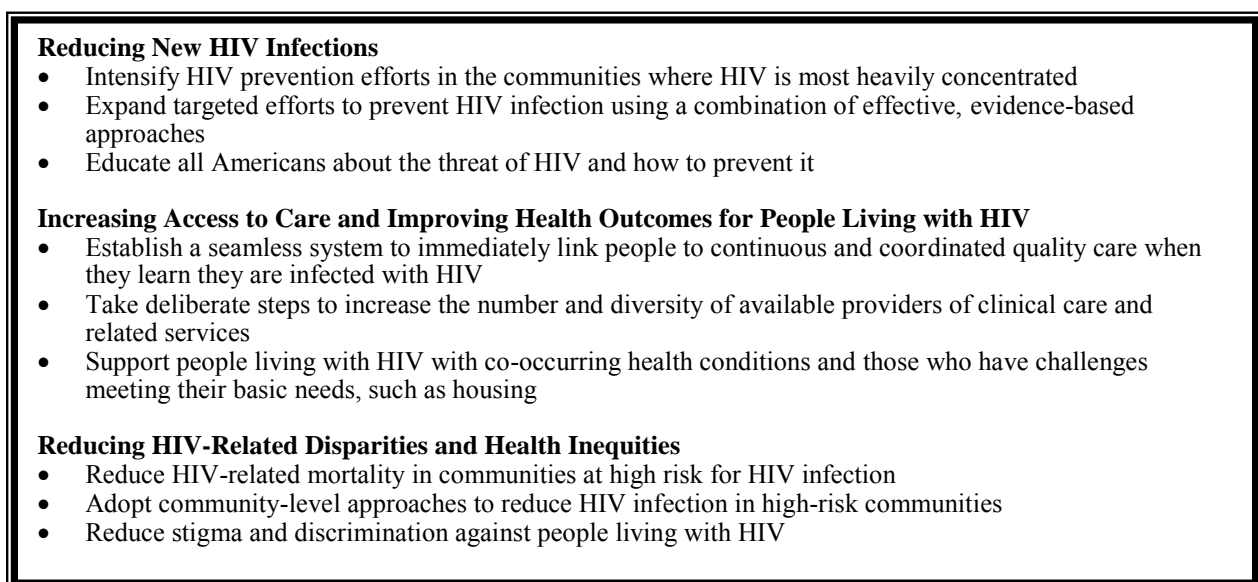 Reducing New HIV Infections
• Intensify HIV prevention efforts in the communities where HIV is most heavily concentrated
• Expand targeted efforts to prevent HIV infection using a combination of effective, evidence-based
approaches
• Educate all Americans about the threat of HIV and how to prevent it
Increasing Access to Care and Improving Health Outcomes for People Living with HIV
• Establish a seamless system to immediately link people to continuous and coordinated quality care when
they learn they are infected with HIV
• Take deliberate steps to increase the number and diversity of available providers of clinical care and
related services
• Support people living with HIV with co-occurring health conditions and those who have challenges
meeting their basic needs, such as housing
Reducing HIV-Related Disparities and Health Inequities
• Reduce HIV-related mortality in communities at high risk for HIV infection
• Adopt community-level approaches to reduce HIV infection in high-risk communities
• Reduce stigma and discrimination against people living with HIV